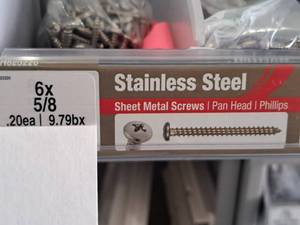 Stainless Steel
Sheet Metal Screws | Pan Head | Phillips
6x
5/8
.20ea | 9.79bx